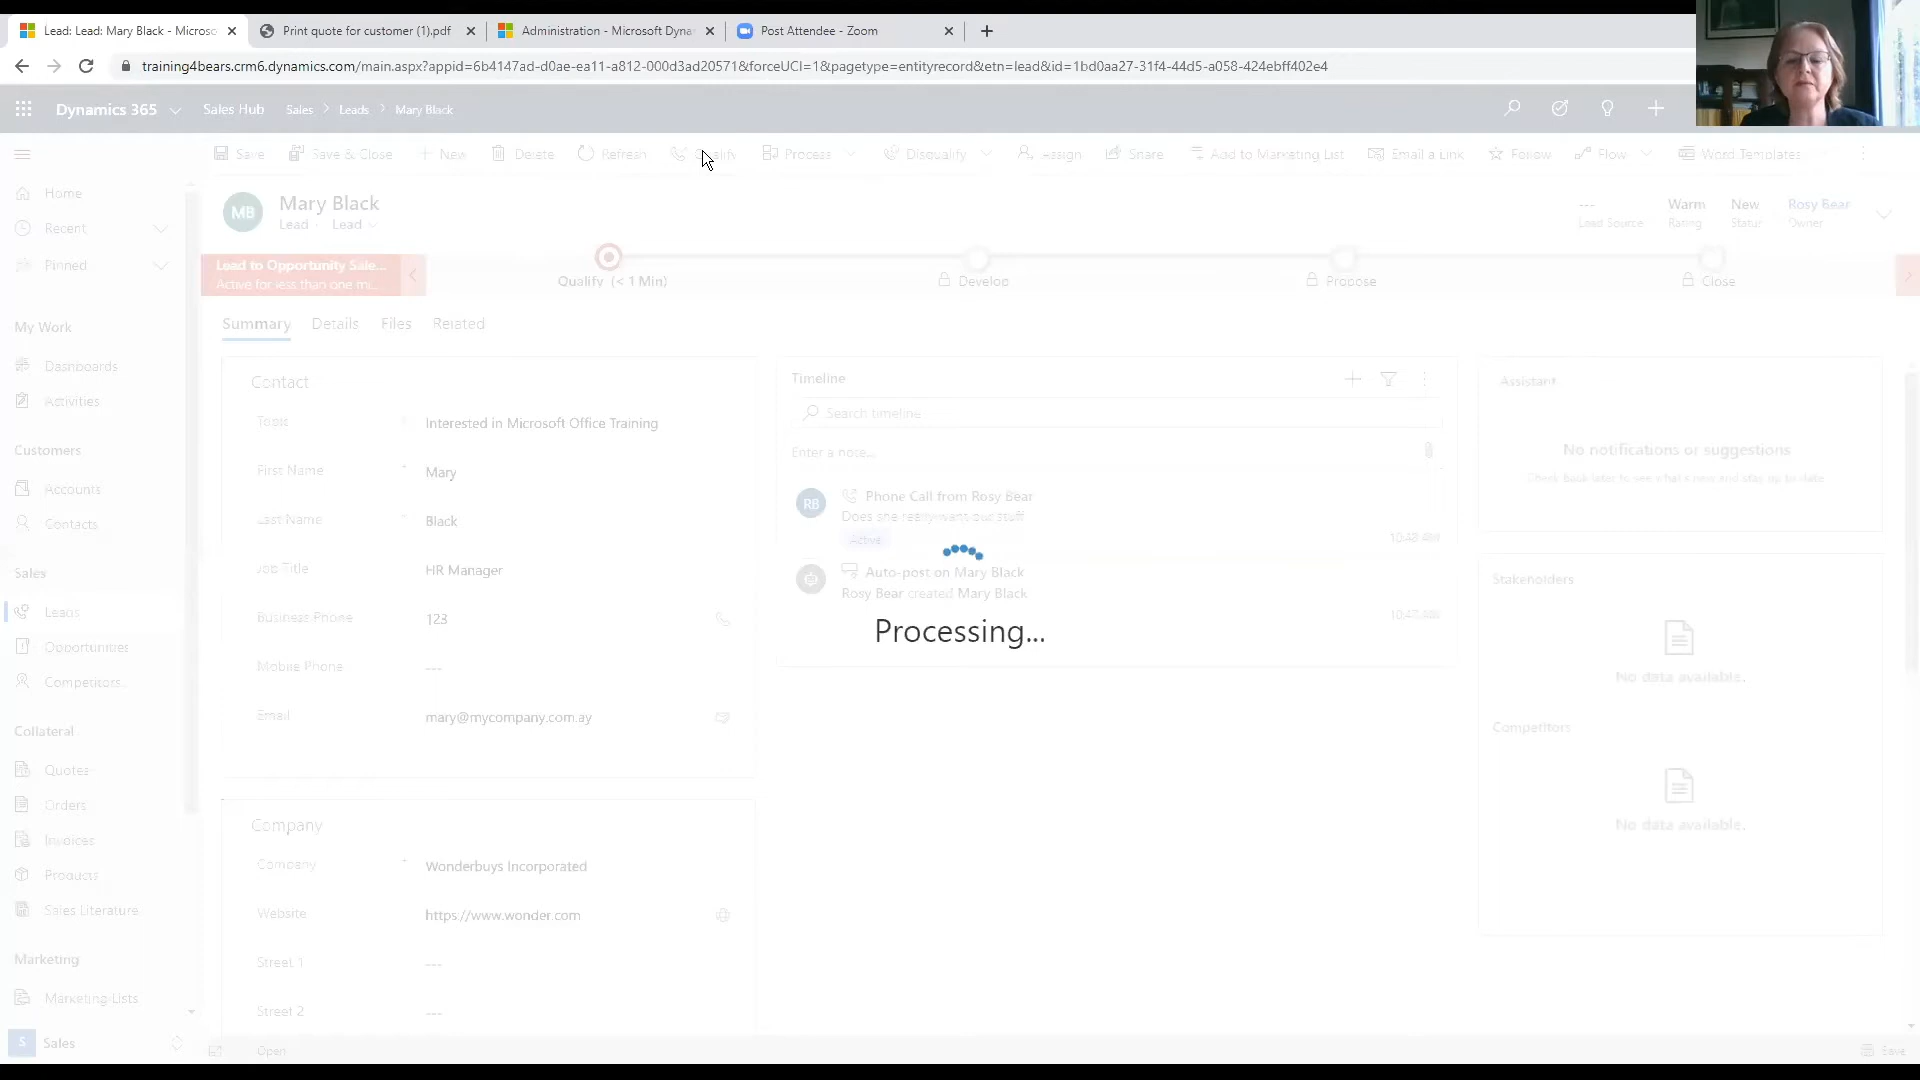 Lead: Lead: Mary Black - Microso
Print quote for customer (1).pdf
Administration - Microsoft Dyna
Post Attendee - Zoom
training4bears.crm6.dynamics.com/main.aspx?appid=6b4147ad-d0ae-ea11-a812-000d3ad20571&forceUCI=1&pagetype=entityrecord&etn=lead&id=1bd0aa27-31f4-44d5-a058-424ebff402e4
Dynamics 365 Sales Hub Sales > Leads > Mary Black
Save Save & Close New Delete Refresh Qualify Process Disqualify Assign Share Add to Marketing List Email a Link Follow Flow Word Templates
Home
Recent
Pinned
My Work
Dashboards
Activities
Customers
Accounts
Contacts
Sales
Leads
Opportunities
Competitors
Collateral
Quotes
Orders
Invoices
Products
Sales Literature
Marketing
Marketing Lists
S Sales
MB
Mary Black
Lead · Lead
---
Lead Source
Warm
Rating
New
Status
Rosy Bear
Owner
Lead to Opportunity Sale...
Active for less than one mi...
Qualify (< 1 Min)
Develop
Propose
Close
Summary Details Files Related
Contact
Topic * Interested in Microsoft Office Training
First Name * Mary
Last Name * Black
Job Title HR Manager
Business Phone 123
Mobile Phone ---
Email mary@mycompany.com.ay
Company
Company * Wonderbuys Incorporated
Website https://www.wonder.com
Street 1 ---
Street 2 ---
Timeline
Search timeline
Enter a note...
RB
Phone Call from Rosy Bear
Does she really want our stuff
Active
10:48 AM
Auto-post on Mary Black
Rosy Bear created Mary Black
10:47 AM
Processing...
Assistant
No notifications or suggestions
Check back later to see what's new and stay up to date
Stakeholders
No data available.
Competitors
No data available.
Open
Save